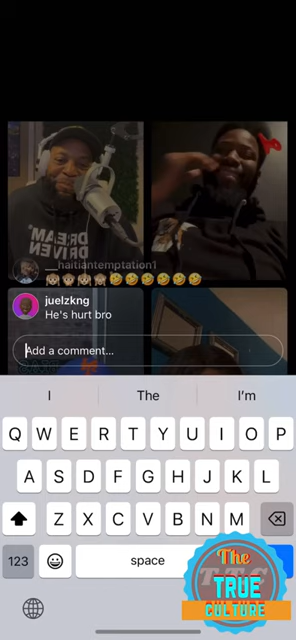 DREAM
DRIVEN
__haitiantemptation1
juelzkng
He's hurt bro
Add a comment...
I The I'm
Q W E R T Y U I O P
A S D F G H J K L
Z X C V B N M
123 space
The
T.T.C
TRUE
CULTURE